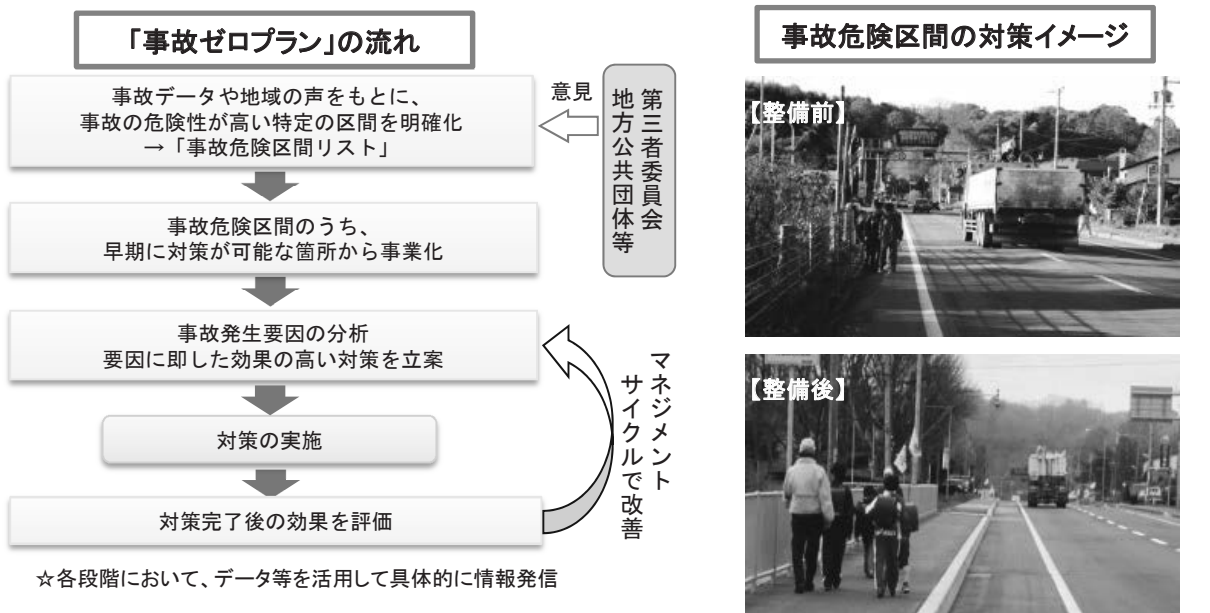 「事故ゼロプラン」の流れ
事故データや地域の声をもとに、
事故の危険性が高い特定の区間を明確化
→「事故危険区間リスト」
意見
第三者委員会
地方公共団体等
事故危険区間のうち、
早期に対策が可能な箇所から事業化
事故発生要因の分析
要因に即した効果の高い対策を立案
対策の実施
対策完了後の効果を評価
マネジメント
サイクルで改善
☆各段階において、データ等を活用して具体的に情報発信
事故危険区間の対策イメージ
【整備前】
【整備後】